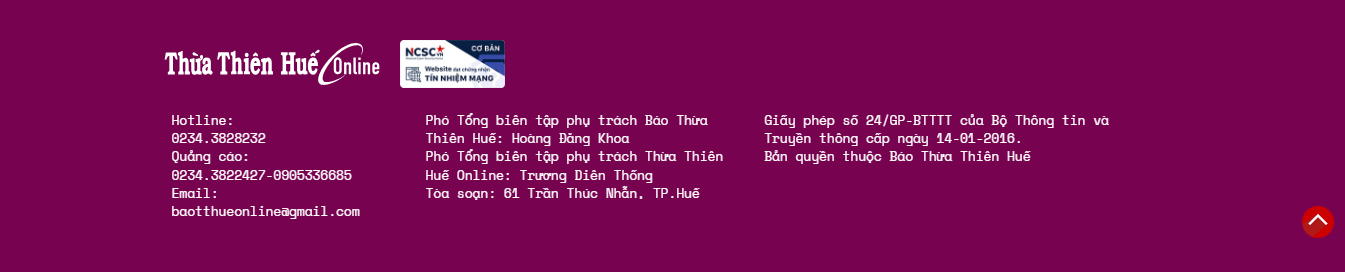 Thừa Thiên Huế Online
NCSC.VN
CƠ BẢN
Website đạt chứng nhận
TÍN NHIỆM MẠNG
Hotline:
0234.3828232
Quảng cáo:
0234.3822427-0905336685
Email:
baotthueonline@gmail.com
Phó Tổng biên tập phụ trách Báo Thừa
Thiên Huế: Hoàng Đăng Khoa
Phó Tổng biên tập phụ trách Thừa Thiên
Huế Online: Trương Diên Thống
Tòa soạn: 61 Trần Thúc Nhẫn, TP.Huế
Giấy phép số 24/GP-BTTTT của Bộ Thông tin và
Truyền thông cấp ngày 14-01-2016.
Bản quyền thuộc Báo Thừa Thiên Huế